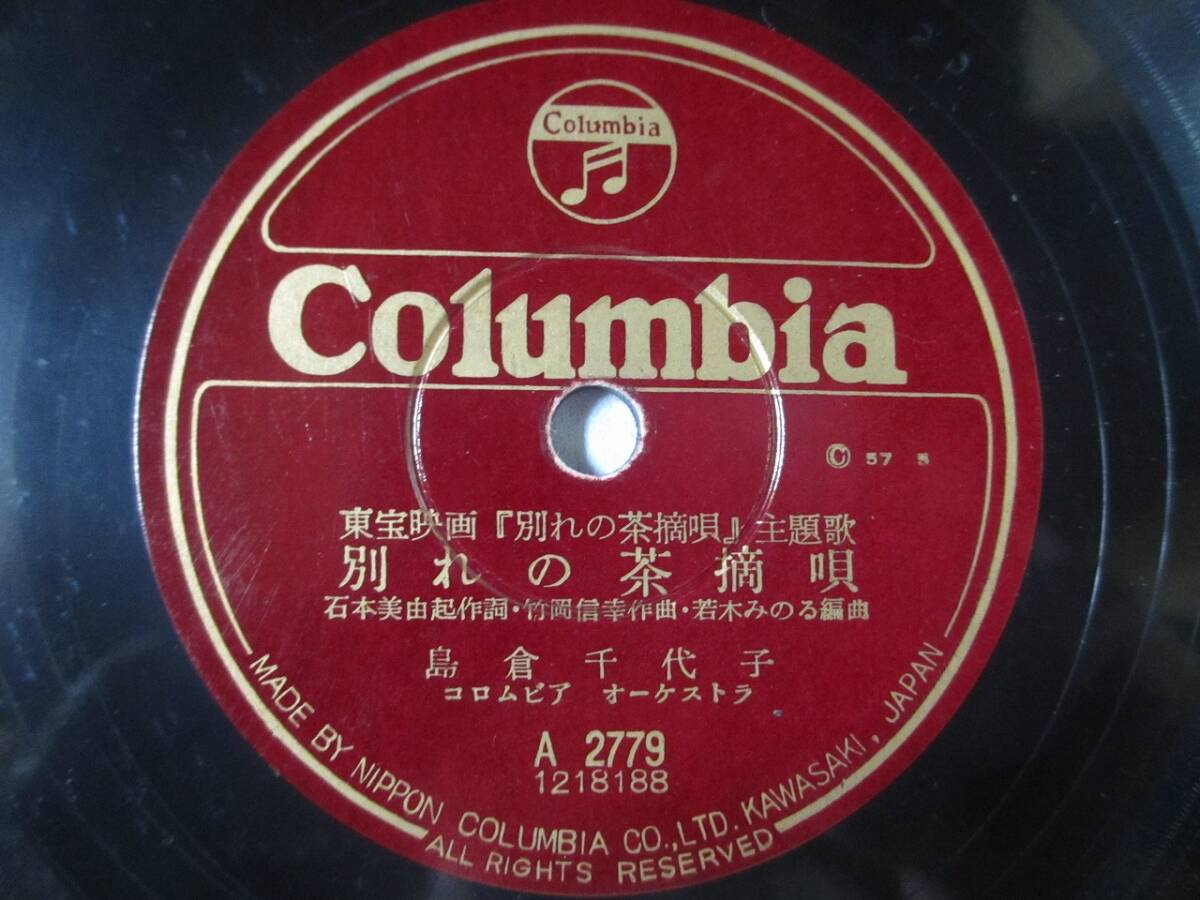 Columbia
Columbia
Ⓒ 57 5
東宝映画『別れの茶摘唄』主題歌
別れの茶摘唄
石本美由起作詞・竹岡信幸作曲・若木みのる編曲
島倉千代子
コロムビア オーケストラ
A 2779
1218188
MADE BY NIPPON COLUMBIA CO.,LTD. KAWASAKI, JAPAN
ALL RIGHTS RESERVED